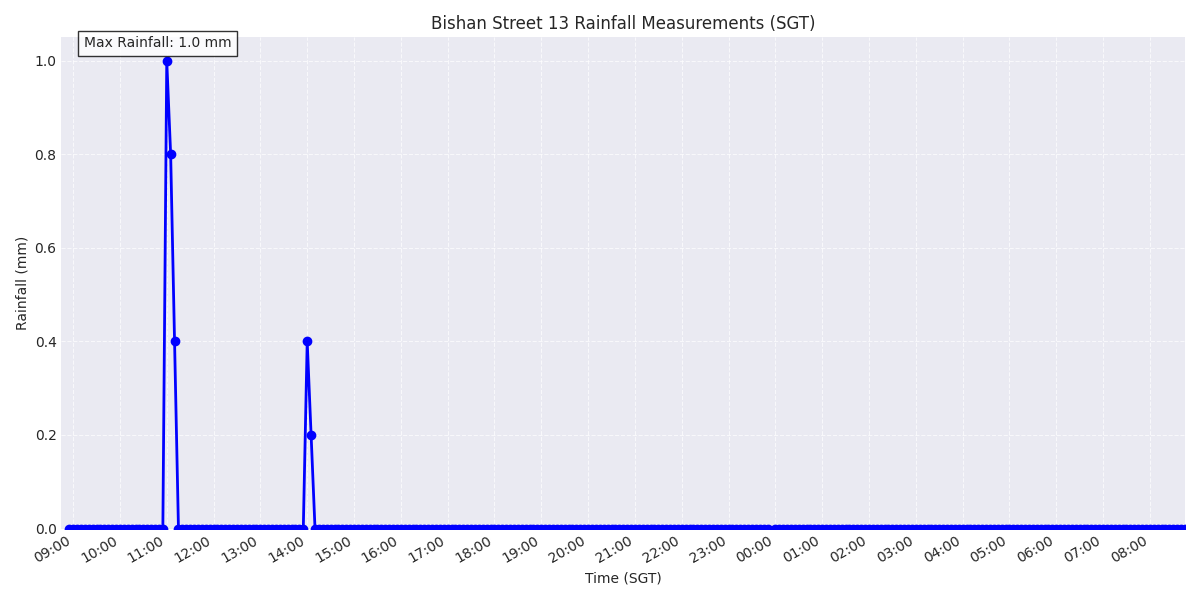 Bishan Street 13 Rainfall Measurements (SGT)
Max Rainfall: 1.0 mm
1.0
0.8
0.6
0.4
0.2
0.0
Rainfall (mm)
09:00 10:00 11:00 12:00 13:00 14:00 15:00 16:00 17:00 18:00 19:00 20:00 21:00 22:00 23:00 00:00 01:00 02:00 03:00 04:00 05:00 06:00 07:00 08:00
Time (SGT)